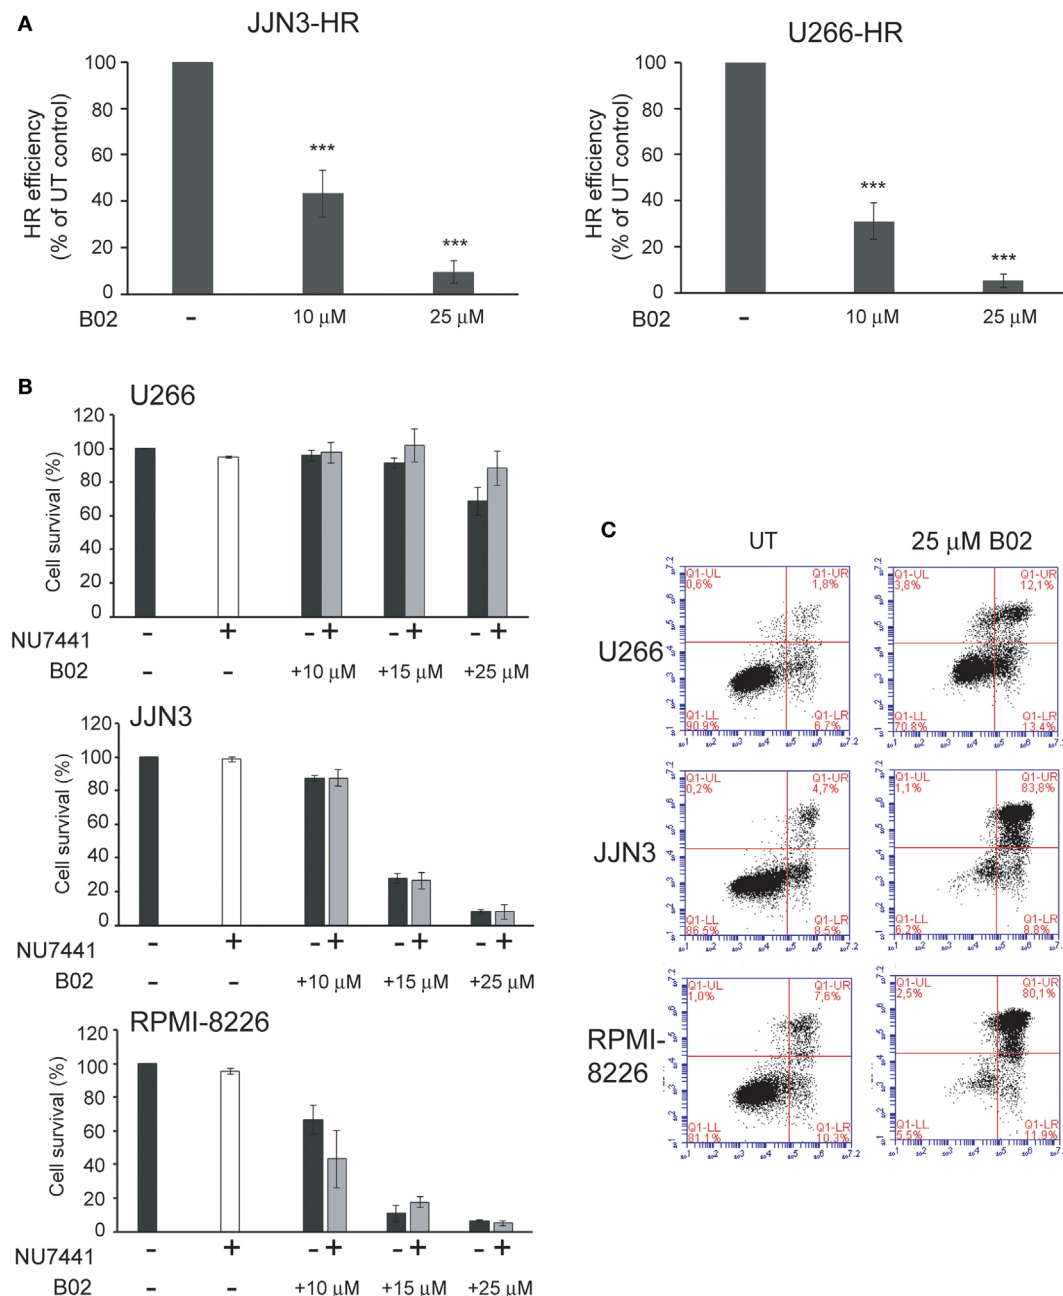 A
JJN3-HR
HR efficiency
(% of UT control)
100
80
60
40
20
0
***
***
B02
-
10 µM
25 µM
U266-HR
HR efficiency
(% of UT control)
100
80
60
40
20
0
***
***
B02
-
10 µM
25 µM
B
U266
Cell survival (%)
120
100
80
60
40
20
0
NU7441
- + - + - + - +
B02
- - +10 µM +15 µM +25 µM
JJN3
Cell survival (%)
120
100
80
60
40
20
0
NU7441
- + - + - + - +
B02
- - +10 µM +15 µM +25 µM
RPMI-8226
Cell survival (%)
120
100
80
60
40
20
0
NU7441
- + - + - + - +
B02
- - +10 µM +15 µM +25 µM
C
UT
25 µM B02
U266
Q1-UL
0,6%
Q1-UR
1,8%
Q1-LL
90,9%
Q1-LR
6,7%
Q1-UL
3,8%
Q1-UR
12,1%
Q1-LL
70,8%
Q1-LR
13,4%
JJN3
Q1-UL
0,2%
Q1-UR
4,7%
Q1-LL
86,5%
Q1-LR
8,5%
Q1-UL
1,1%
Q1-UR
83,8%
Q1-LL
6,2%
Q1-LR
8,8%
RPMI-
8226
Q1-UL
1,0%
Q1-UR
7,6%
Q1-LL
81,1%
Q1-LR
10,3%
Q1-UL
2,5%
Q1-UR
80,1%
Q1-LL
5,5%
Q1-LR
11,9%